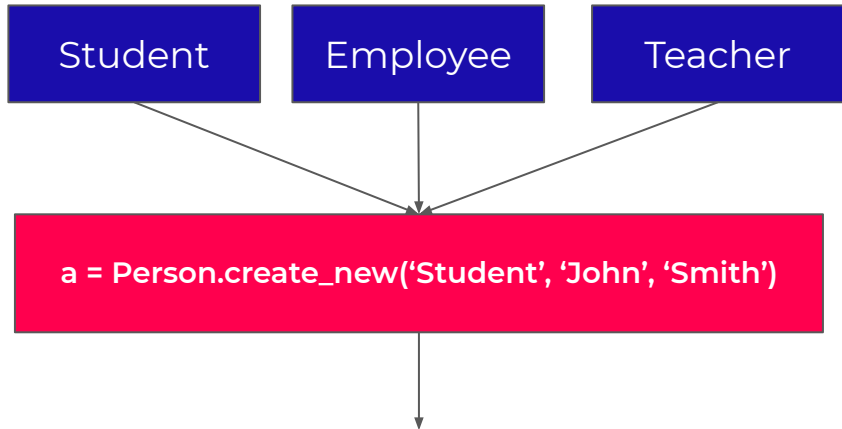 Student
Employee
Teacher
a = Person.create_new(‘Student’, ‘John’, ‘Smith’)